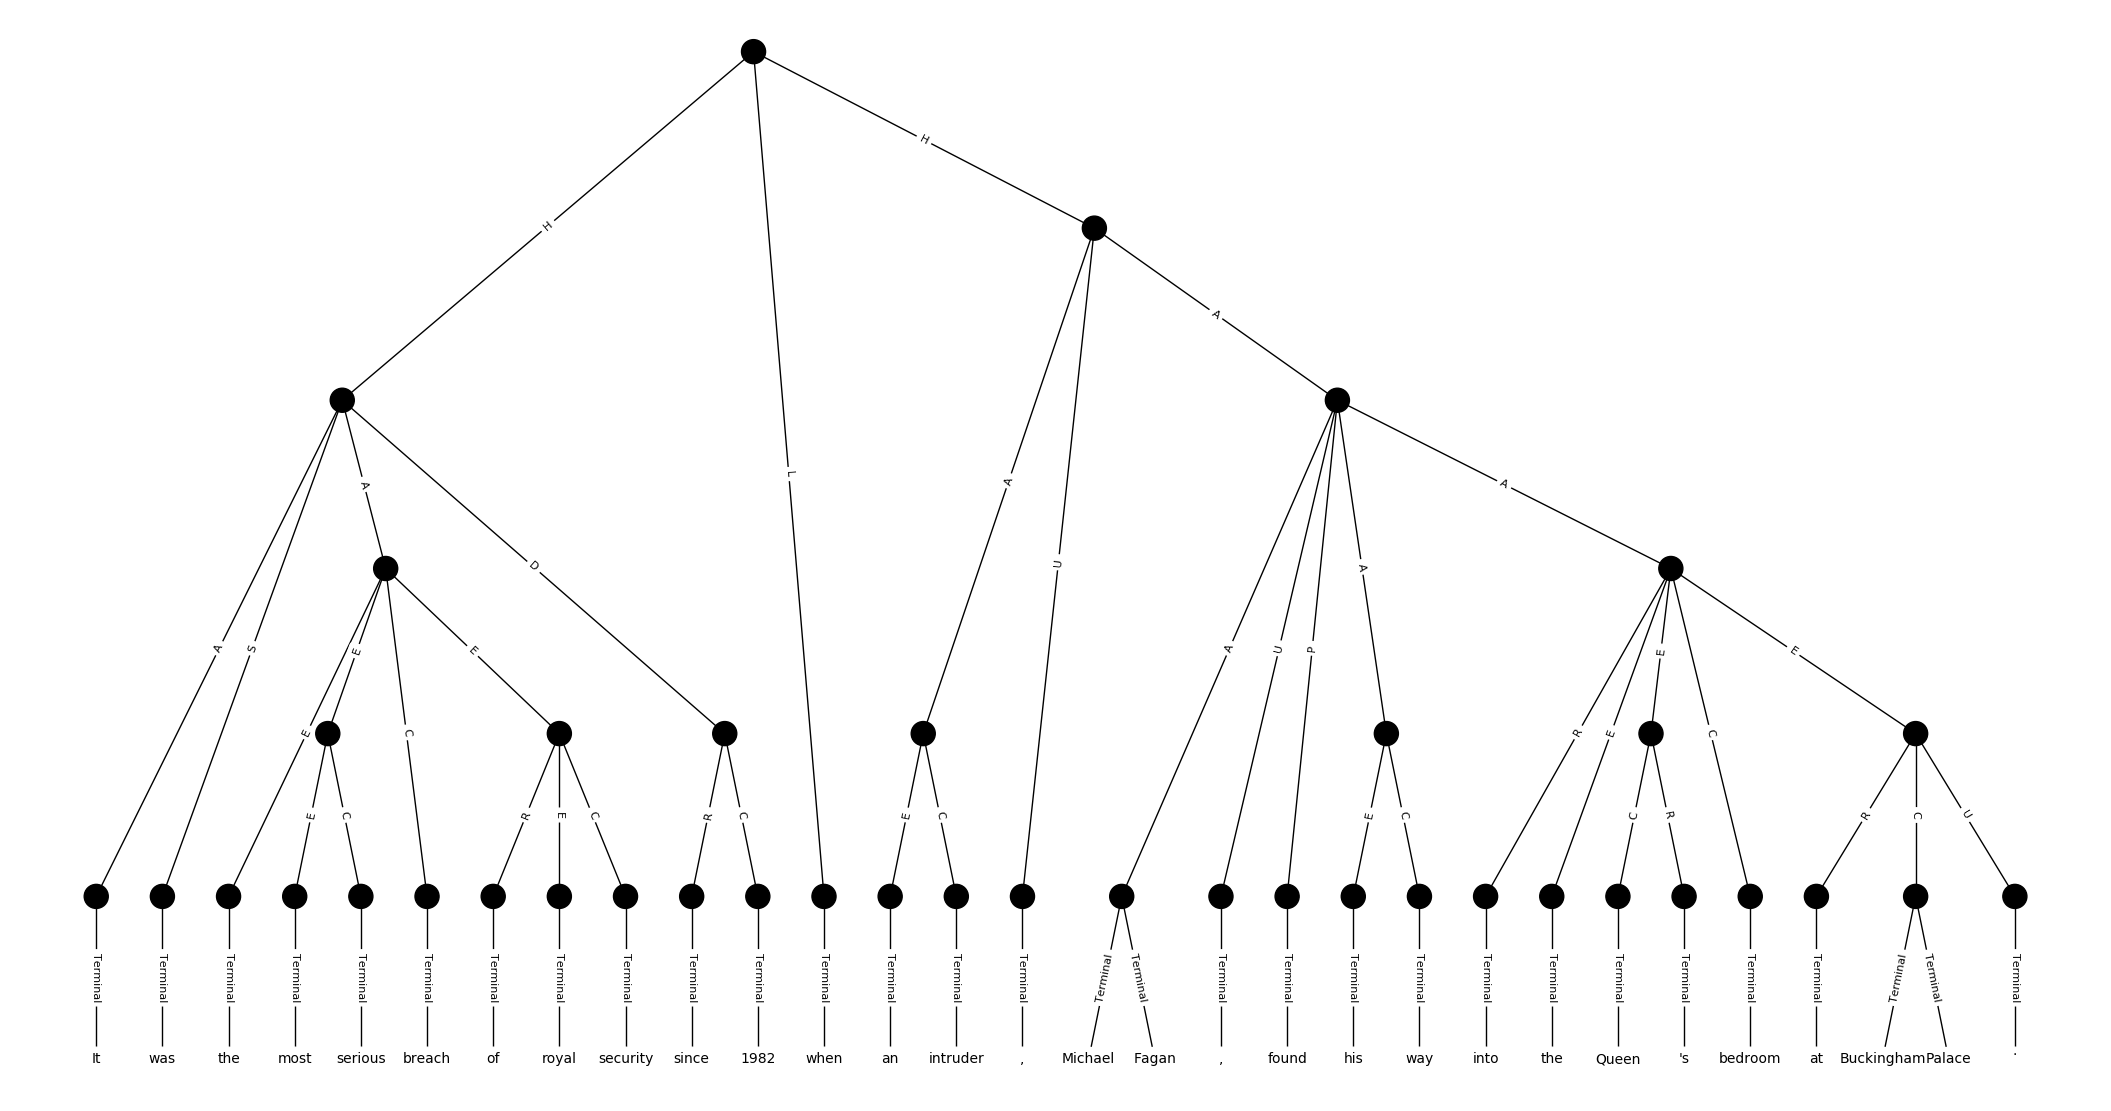 H
H
A
A
A
A
D
L
A
U
E
E
A
S
E
A
U
P
E
E
E
C
R
E
C
E
C
R
E
C
R
C
E
C
E
C
C
R
R
C
U
Terminal Terminal Terminal Terminal Terminal Terminal Terminal Terminal Terminal Terminal Terminal Terminal Terminal Terminal Terminal Terminal Terminal Terminal Terminal Terminal Terminal Terminal Terminal Terminal Terminal Terminal Terminal Terminal Terminal Terminal
It was the most serious breach of royal security since 1982 when an intruder , Michael Fagan , found his way into the Queen 's bedroom at Buckingham Palace .